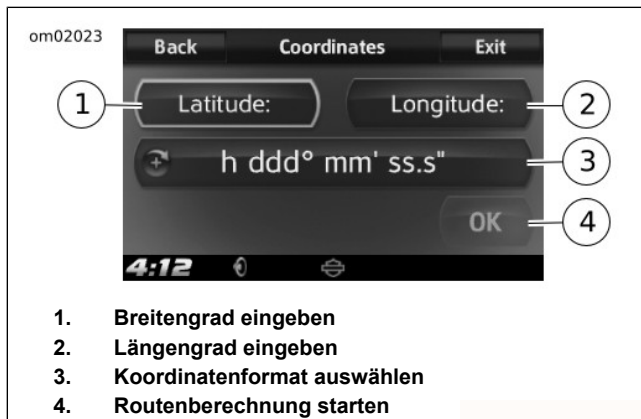 om02023
Back Coordinates Exit
1 Latitude: Longitude: 2
h ddd° mm' ss.s" 3
OK 4
4:12
1. Breitengrad eingeben
2. Längengrad eingeben
3. Koordinatenformat auswählen
4. Routenberechnung starten